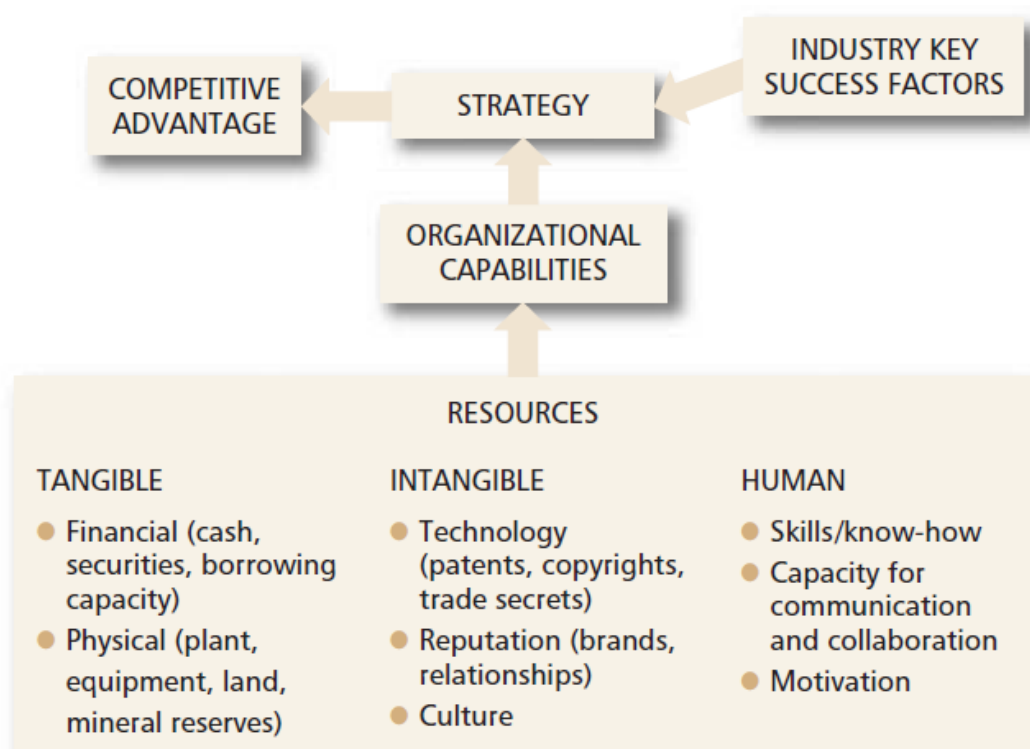 COMPETITIVE
ADVANTAGE
STRATEGY
INDUSTRY KEY
SUCCESS FACTORS
ORGANIZATIONAL
CAPABILITIES
RESOURCES
TANGIBLE
Financial (cash,
securities, borrowing
capacity)
Physical (plant,
equipment, land,
mineral reserves)
INTANGIBLE
Technology
(patents, copyrights,
trade secrets)
Reputation (brands,
relationships)
Culture
HUMAN
Skills/know-how
Capacity for
communication
and collaboration
Motivation